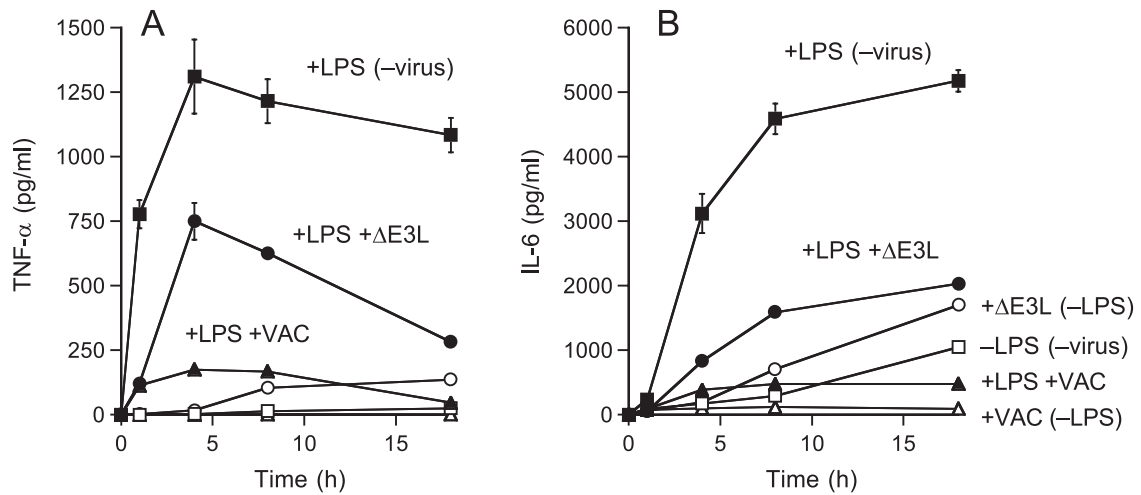 A
1500
1250
1000
750
500
250
0
TNF-α (pg/ml)
+LPS (–virus)
+LPS +ΔE3L
+LPS +VAC
0 5 10 15
Time (h)
B
6000
5000
4000
3000
2000
1000
0
IL-6 (pg/ml)
+LPS (–virus)
+LPS +ΔE3L
+ΔE3L (–LPS)
–LPS (–virus)
+LPS +VAC
+VAC (–LPS)
0 5 10 15
Time (h)